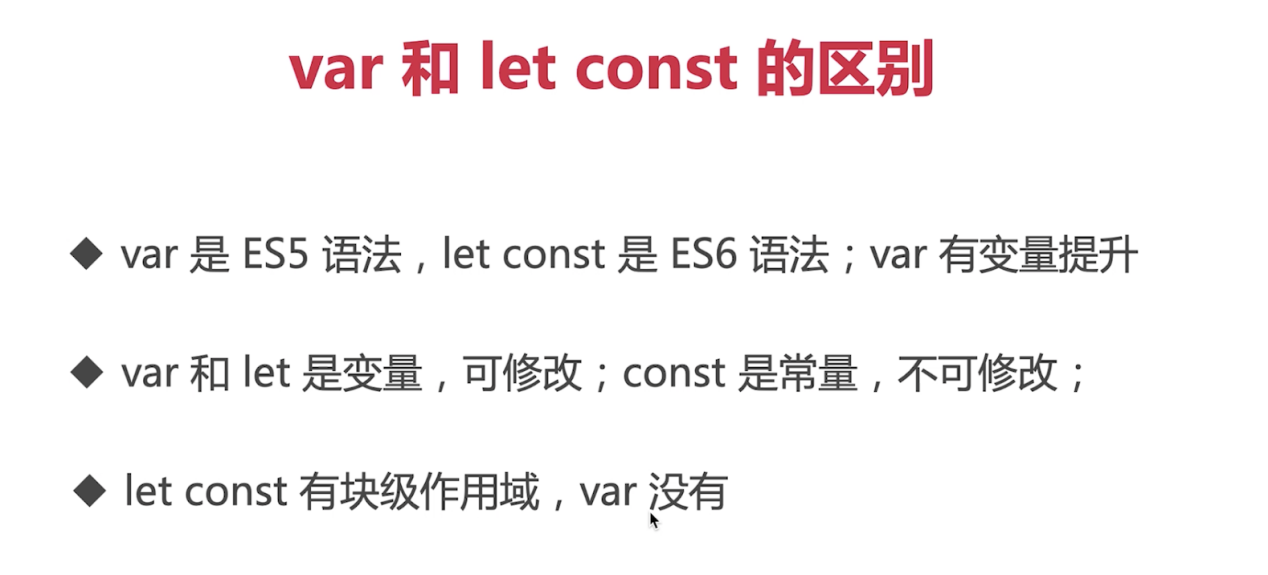 var 和 let const 的区别
◆ var 是 ES5 语法，let const 是 ES6 语法；var 有变量提升
◆ var 和 let 是变量，可修改；const 是常量，不可修改；
◆ let const 有块级作用域，var 没有